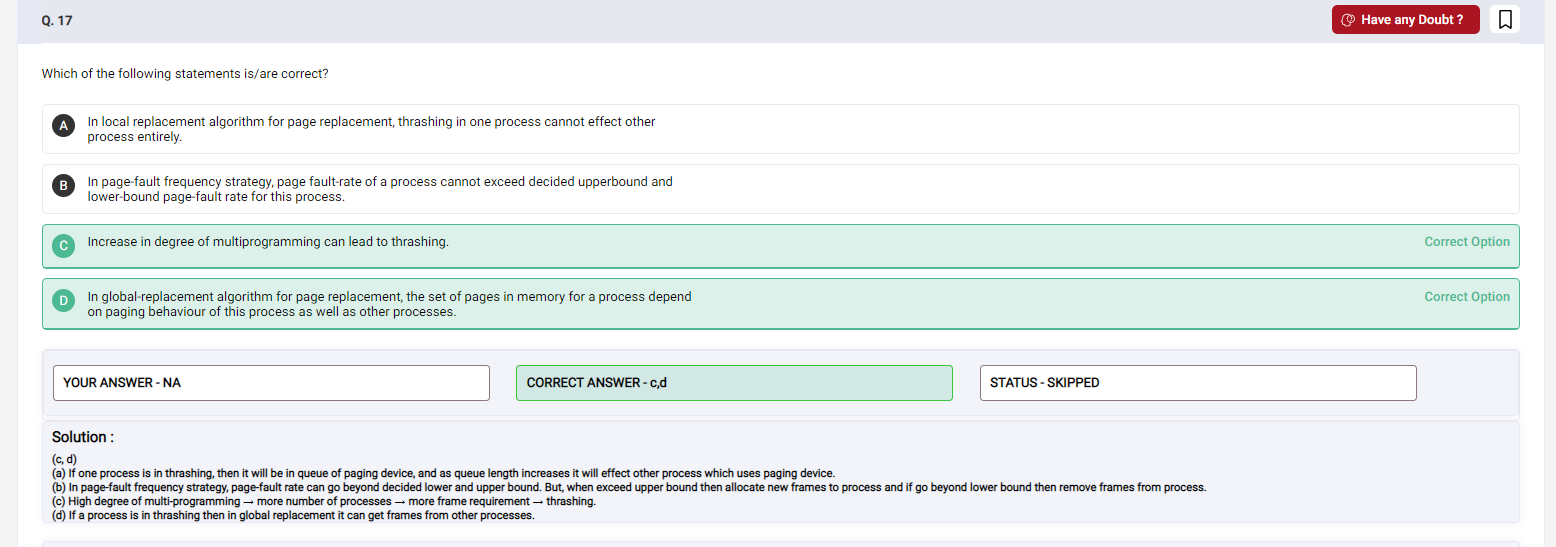 Q. 17
Have any Doubt ?
Which of the following statements is/are correct?
A
In local replacement algorithm for page replacement, thrashing in one process cannot effect other
process entirely.
B
In page-fault frequency strategy, page fault-rate of a process cannot exceed decided upperbound and
lower-bound page-fault rate for this process.
C
Increase in degree of multiprogramming can lead to thrashing.
Correct Option
D
In global-replacement algorithm for page replacement, the set of pages in memory for a process depend
on paging behaviour of this process as well as other processes.
Correct Option
YOUR ANSWER - NA
CORRECT ANSWER - c,d
STATUS - SKIPPED
Solution :
(c, d)
(a) If one process is in thrashing, then it will be in queue of paging device, and as queue length increases it will effect other process which uses paging device.
(b) In page-fault frequency strategy, page-fault rate can go beyond decided lower and upper bound. But, when exceed upper bound then allocate new frames to process and if go beyond lower bound then remove frames from process.
(c) High degree of multi-programming → more number of processes → more frame requirement → thrashing.
(d) If a process is in thrashing then in global replacement it can get frames from other processes.